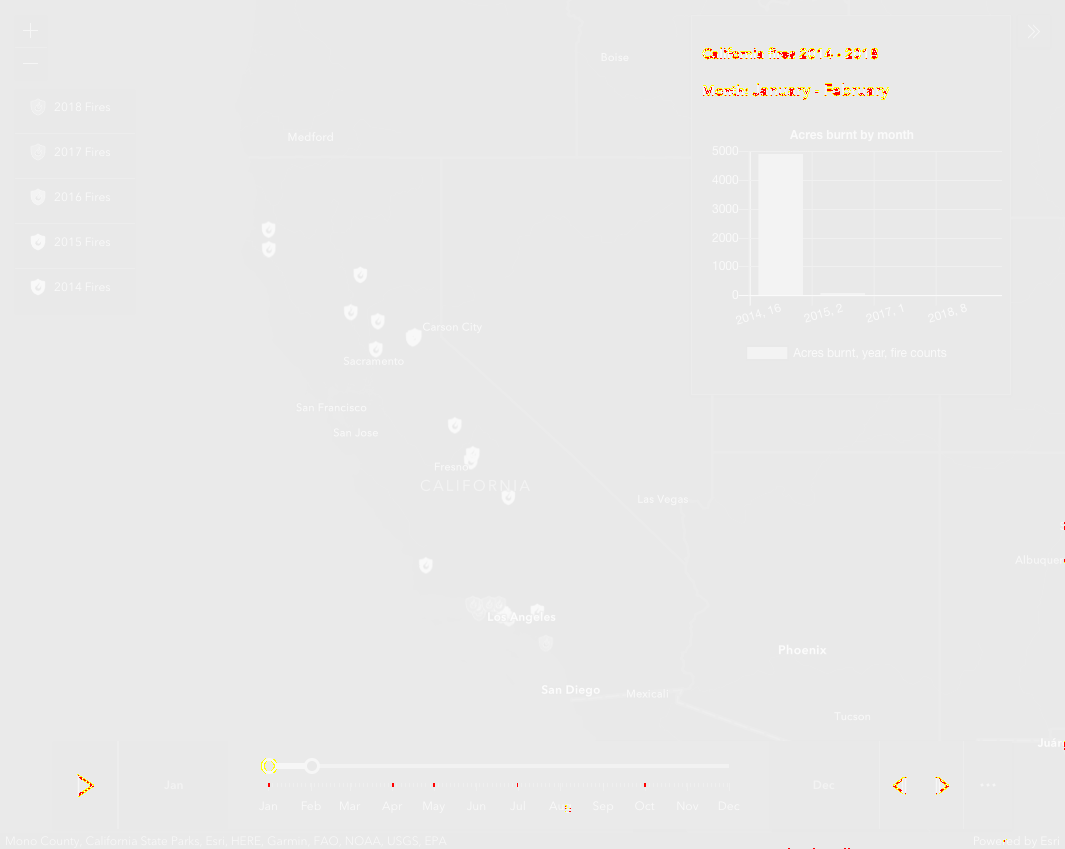 Boise
California fires 2014 - 2018
2018 Fires
Month: January - February
Medford
Acres burnt by month
2017 Fires
5000
4000
2016 Fires
3000
2015 Fires
2000
1000
2014 Fires
0
2014, 16
2015, 2
2017, 1
2018, 8
Carson City
Acres burnt, year, fire counts
Sacramento
San Francisco
San Jose
Fresno
CALIFORNIA
Las Vegas
Albuque
Los Angeles
Phoenix
San Diego
Mexicali
Tucson
Juár
Jan
Des
Jan Feb Mar Apr May Jun Jul Aug Sep Oct Nov Dec
Mono County, California State Parks, Esri, HERE, Garmin, FAO, NOAA, USGS, EPA
Powered by Esri